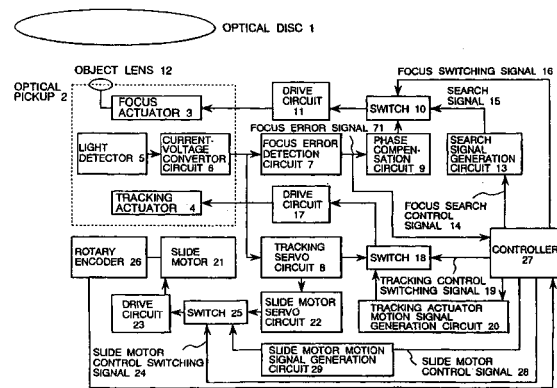 OPTICAL DISC 1
OBJECT LENS 12
OPTICAL
PICKUP 2
FOCUS
ACTUATOR 3
DRIVE
CIRCUIT
11
SWITCH
10
FOCUS SWITCHING SIGNAL 16
SEARCH
SIGNAL 15
FOCUS ERROR SIGNAL 71
LIGHT
DETECTOR 5
CURRENT-
VOLTAGE
CONVERTOR
CIRCUIT 6
FOCUS ERROR
DETECTION
CIRCUIT 7
PHASE
COMPEN-
SATION
CIRCUIT 9
SEARCH
SIGNAL
GENERATION
CIRCUIT 13
TRACKING
ACTUATOR 4
DRIVE
CIRCUIT
17
FOCUS SEARCH
CONTROL
SIGNAL 14
ROTARY
ENCODER 26
SLIDE
MOTOR 21
TRACKING
SERVO
CIRCUIT 8
SWITCH 18
CONTROLLER
27
TRACKING CONTROL
SWITCHING SIGNAL 19
DRIVE
CIRCUIT
23
SWITCH 25
SLIDE MOTOR
SERVO
CIRCUIT 22
TRACKING ACTUATOR
MOTION SIGNAL
GENERATION CIRCUIT 20
SLIDE MOTOR
CONTROL SWITCHING
SIGNAL 24
SLIDE MOTOR MOTION
SIGNAL GENERATION
CIRCUIT 29
SLIDE MOTOR
CONTROL SIGNAL 28